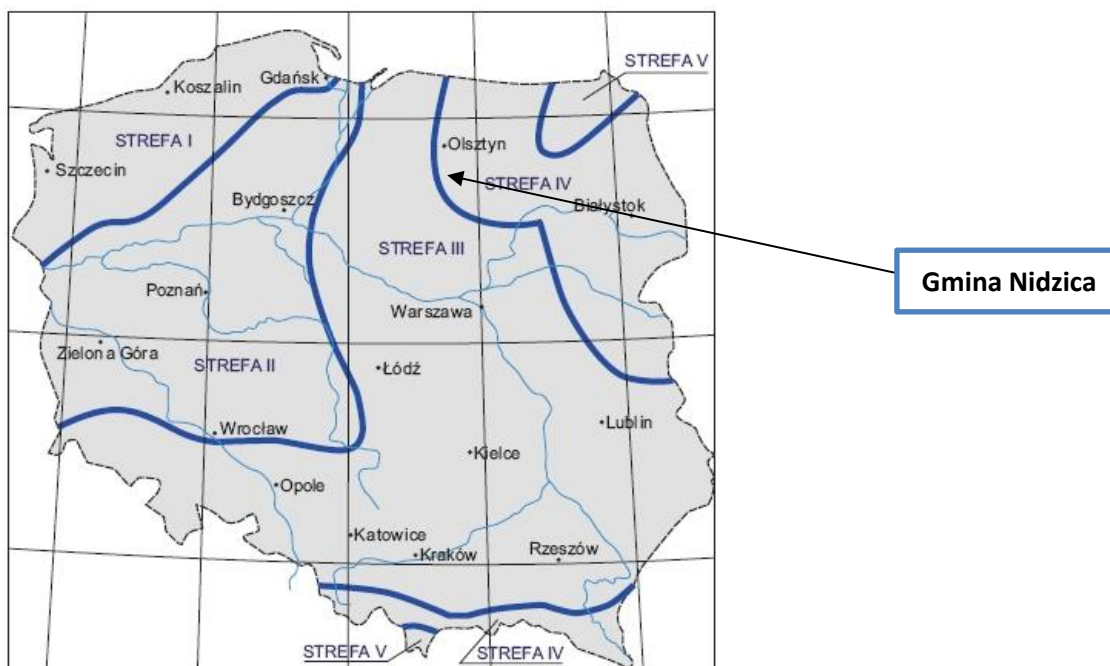 STREFA V
Gdańsk
Koszalin
STREFA I
Olsztyn
Szczecin
STREFA IV
Bydgoszcz
Białystok
STREFA III
Gmina Nidzica
Poznań
Warszawa
Zielona Góra
STREFA II
Łódź
Wrocław
Lublin
Kielce
Opole
Katowice
Kraków
Rzeszów
STREFA V
STREFA IV